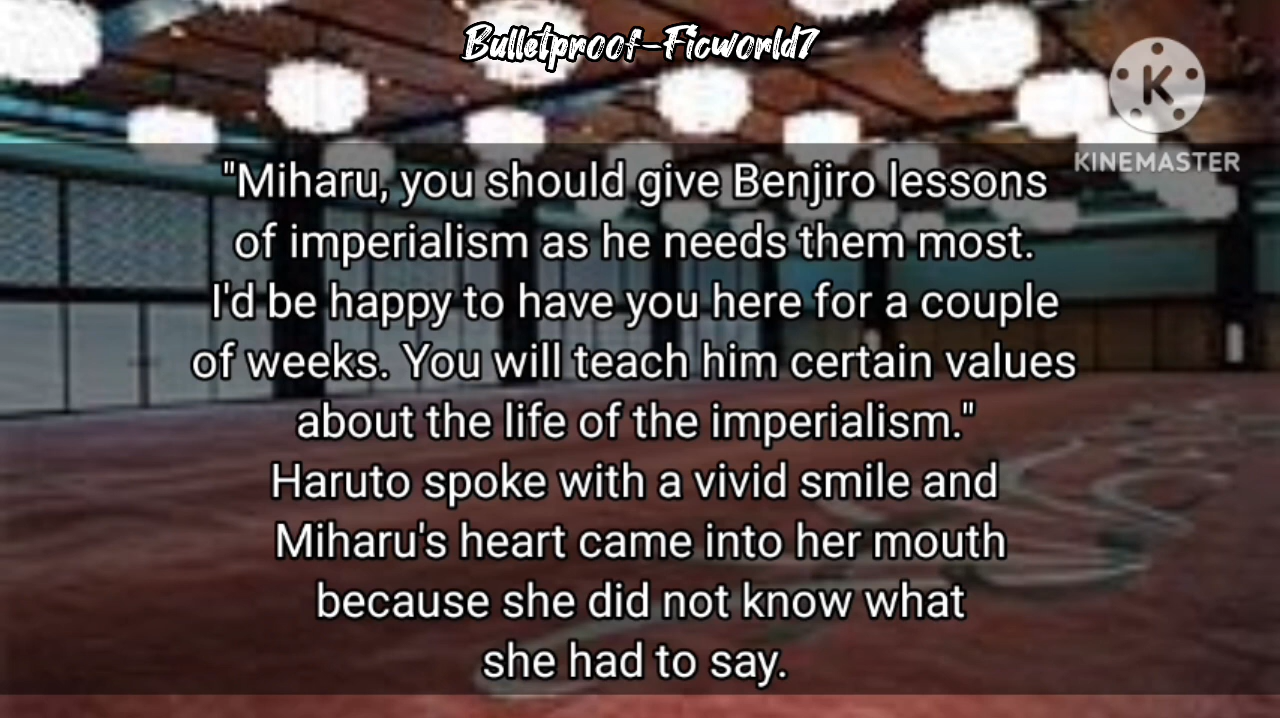 Bulletproof-Ficworld7
K
KINEMASTER
"Miharu, you should give Benjiro lessons
of imperialism as he needs them most.
I'd be happy to have you here for a couple
of weeks. You will teach him certain values
about the life of the imperialism."
Haruto spoke with a vivid smile and
Miharu's heart came into her mouth
because she did not know what
she had to say.